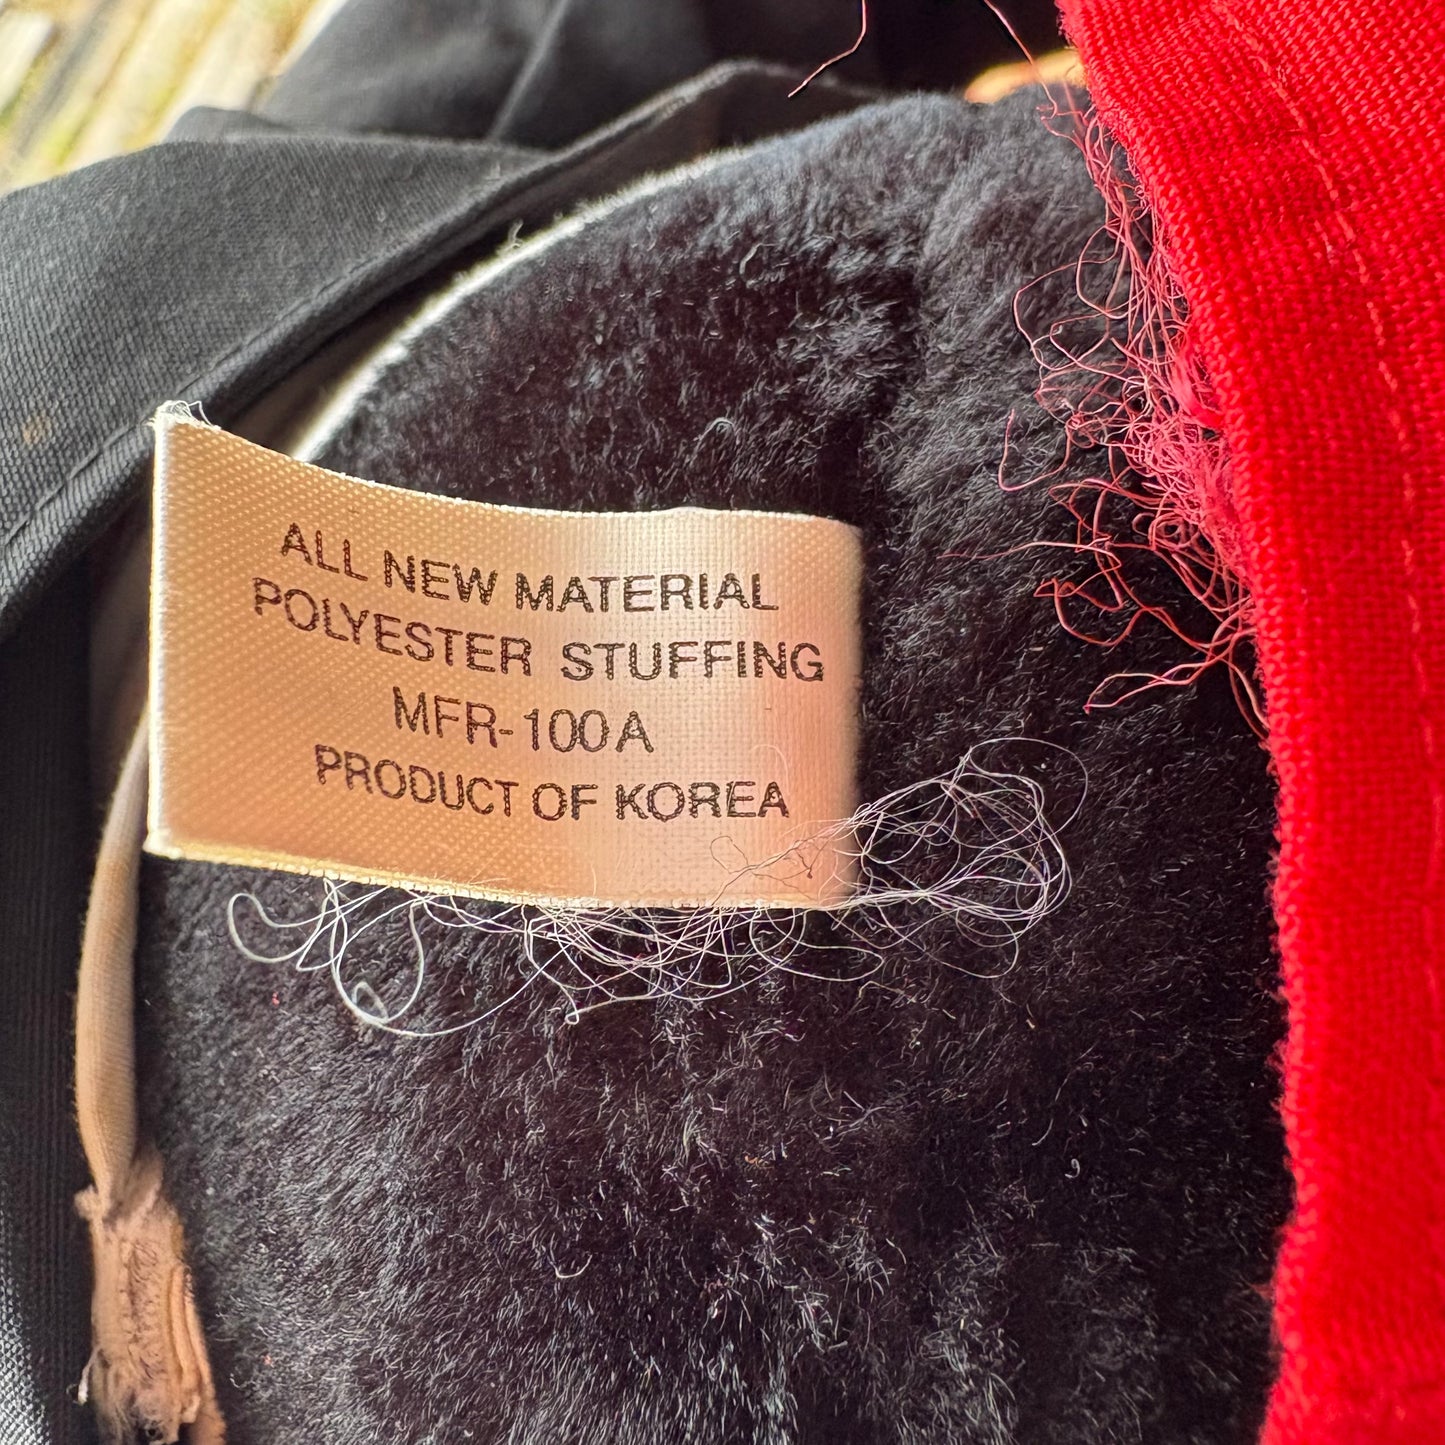 ALL NEW MATERIAL
POLYESTER STUFFING
MFR-100A
PRODUCT OF KOREA